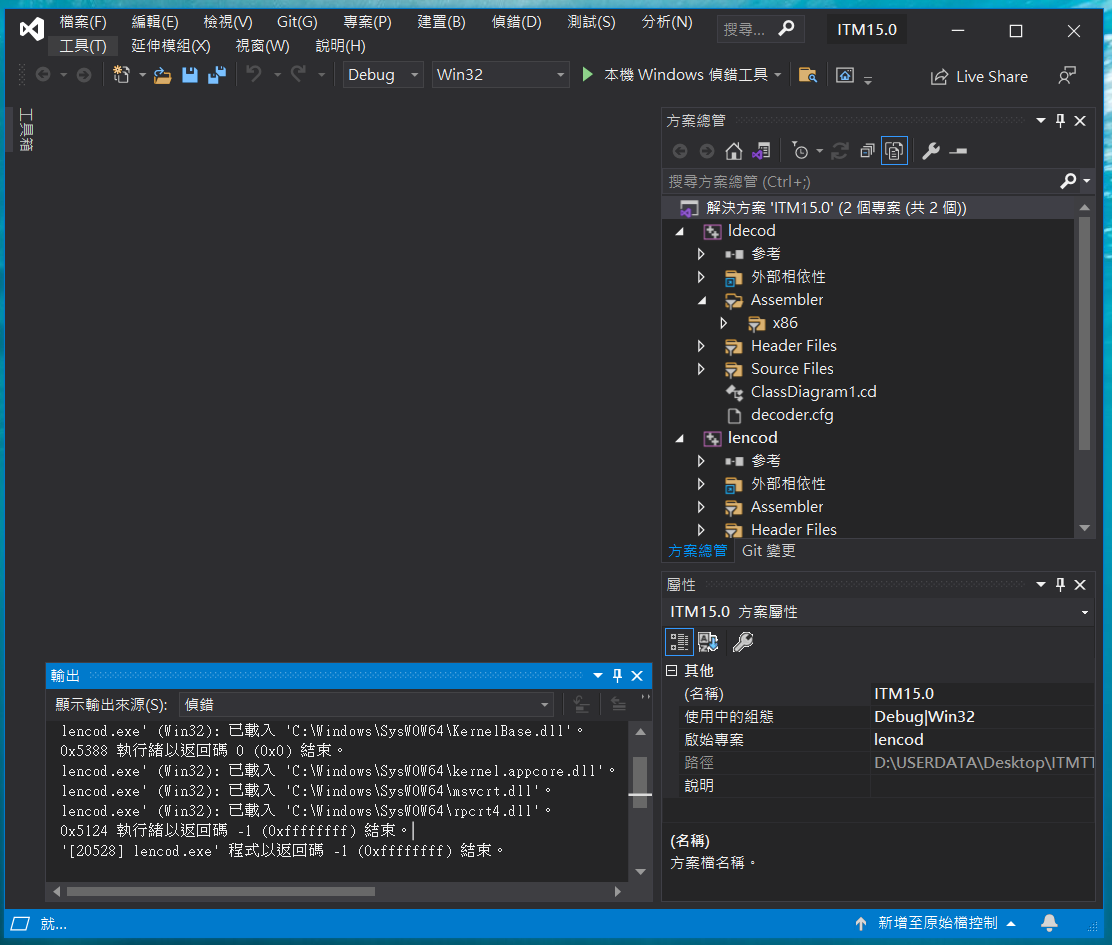 檔案(F) 編輯(E) 檢視(V) Git(G) 專案(P) 建置(B) 偵錯(D) 測試(S) 分析(N) 搜尋... ITM15.0
工具(T) 延伸模組(X) 視窗(W) 說明(H)
Debug Win32 本機 Windows 偵錯工具 Live Share
工具箱
方案總管
搜尋方案總管 (Ctrl+;)
解決方案 'ITM15.0' (2 個專案 (共 2 個))
ldecod
參考
外部相依性
Assembler
x86
Header Files
Source Files
ClassDiagram1.cd
decoder.cfg
lencod
參考
外部相依性
Assembler
Header Files
方案總管 Git 變更
屬性
ITM15.0 方案屬性
其他
(名稱) ITM15.0
使用中的組態 Debug|Win32
啟始專案 lencod
路徑 D:\USERDATA\Desktop\ITMTT
說明
(名稱)
方案檔名稱。
輸出
顯示輸出來源(S): 偵錯
lencod.exe' (Win32): 已載入 'C:\Windows\SysWOW64\KernelBase.dll'。
0x5388 執行緒以返回碼 0 (0x0) 結束。
lencod.exe' (Win32): 已載入 'C:\Windows\SysWOW64\kernel.appcore.dll'。
lencod.exe' (Win32): 已載入 'C:\Windows\SysWOW64\msvcrt.dll'。
lencod.exe' (Win32): 已載入 'C:\Windows\SysWOW64\rpcrt4.dll'。
0x5124 執行緒以返回碼 -1 (0xffffffff) 結束。
'[20528] lencod.exe' 程式以返回碼 -1 (0xffffffff) 結束。
就... 新增至原始檔控制